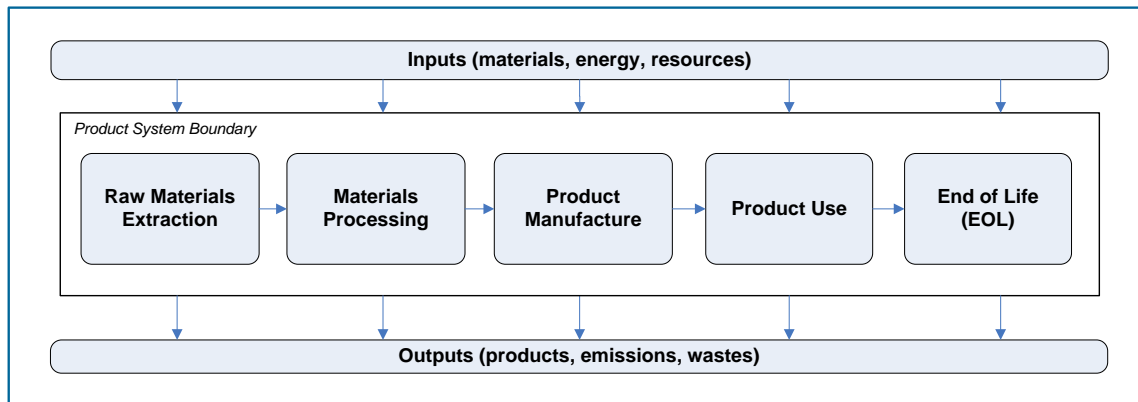 Inputs (materials, energy, resources)
Product System Boundary
Raw Materials
Extraction
Materials
Processing
Product
Manufacture
Product Use
End of Life
(EOL)
Outputs (products, emissions, wastes)